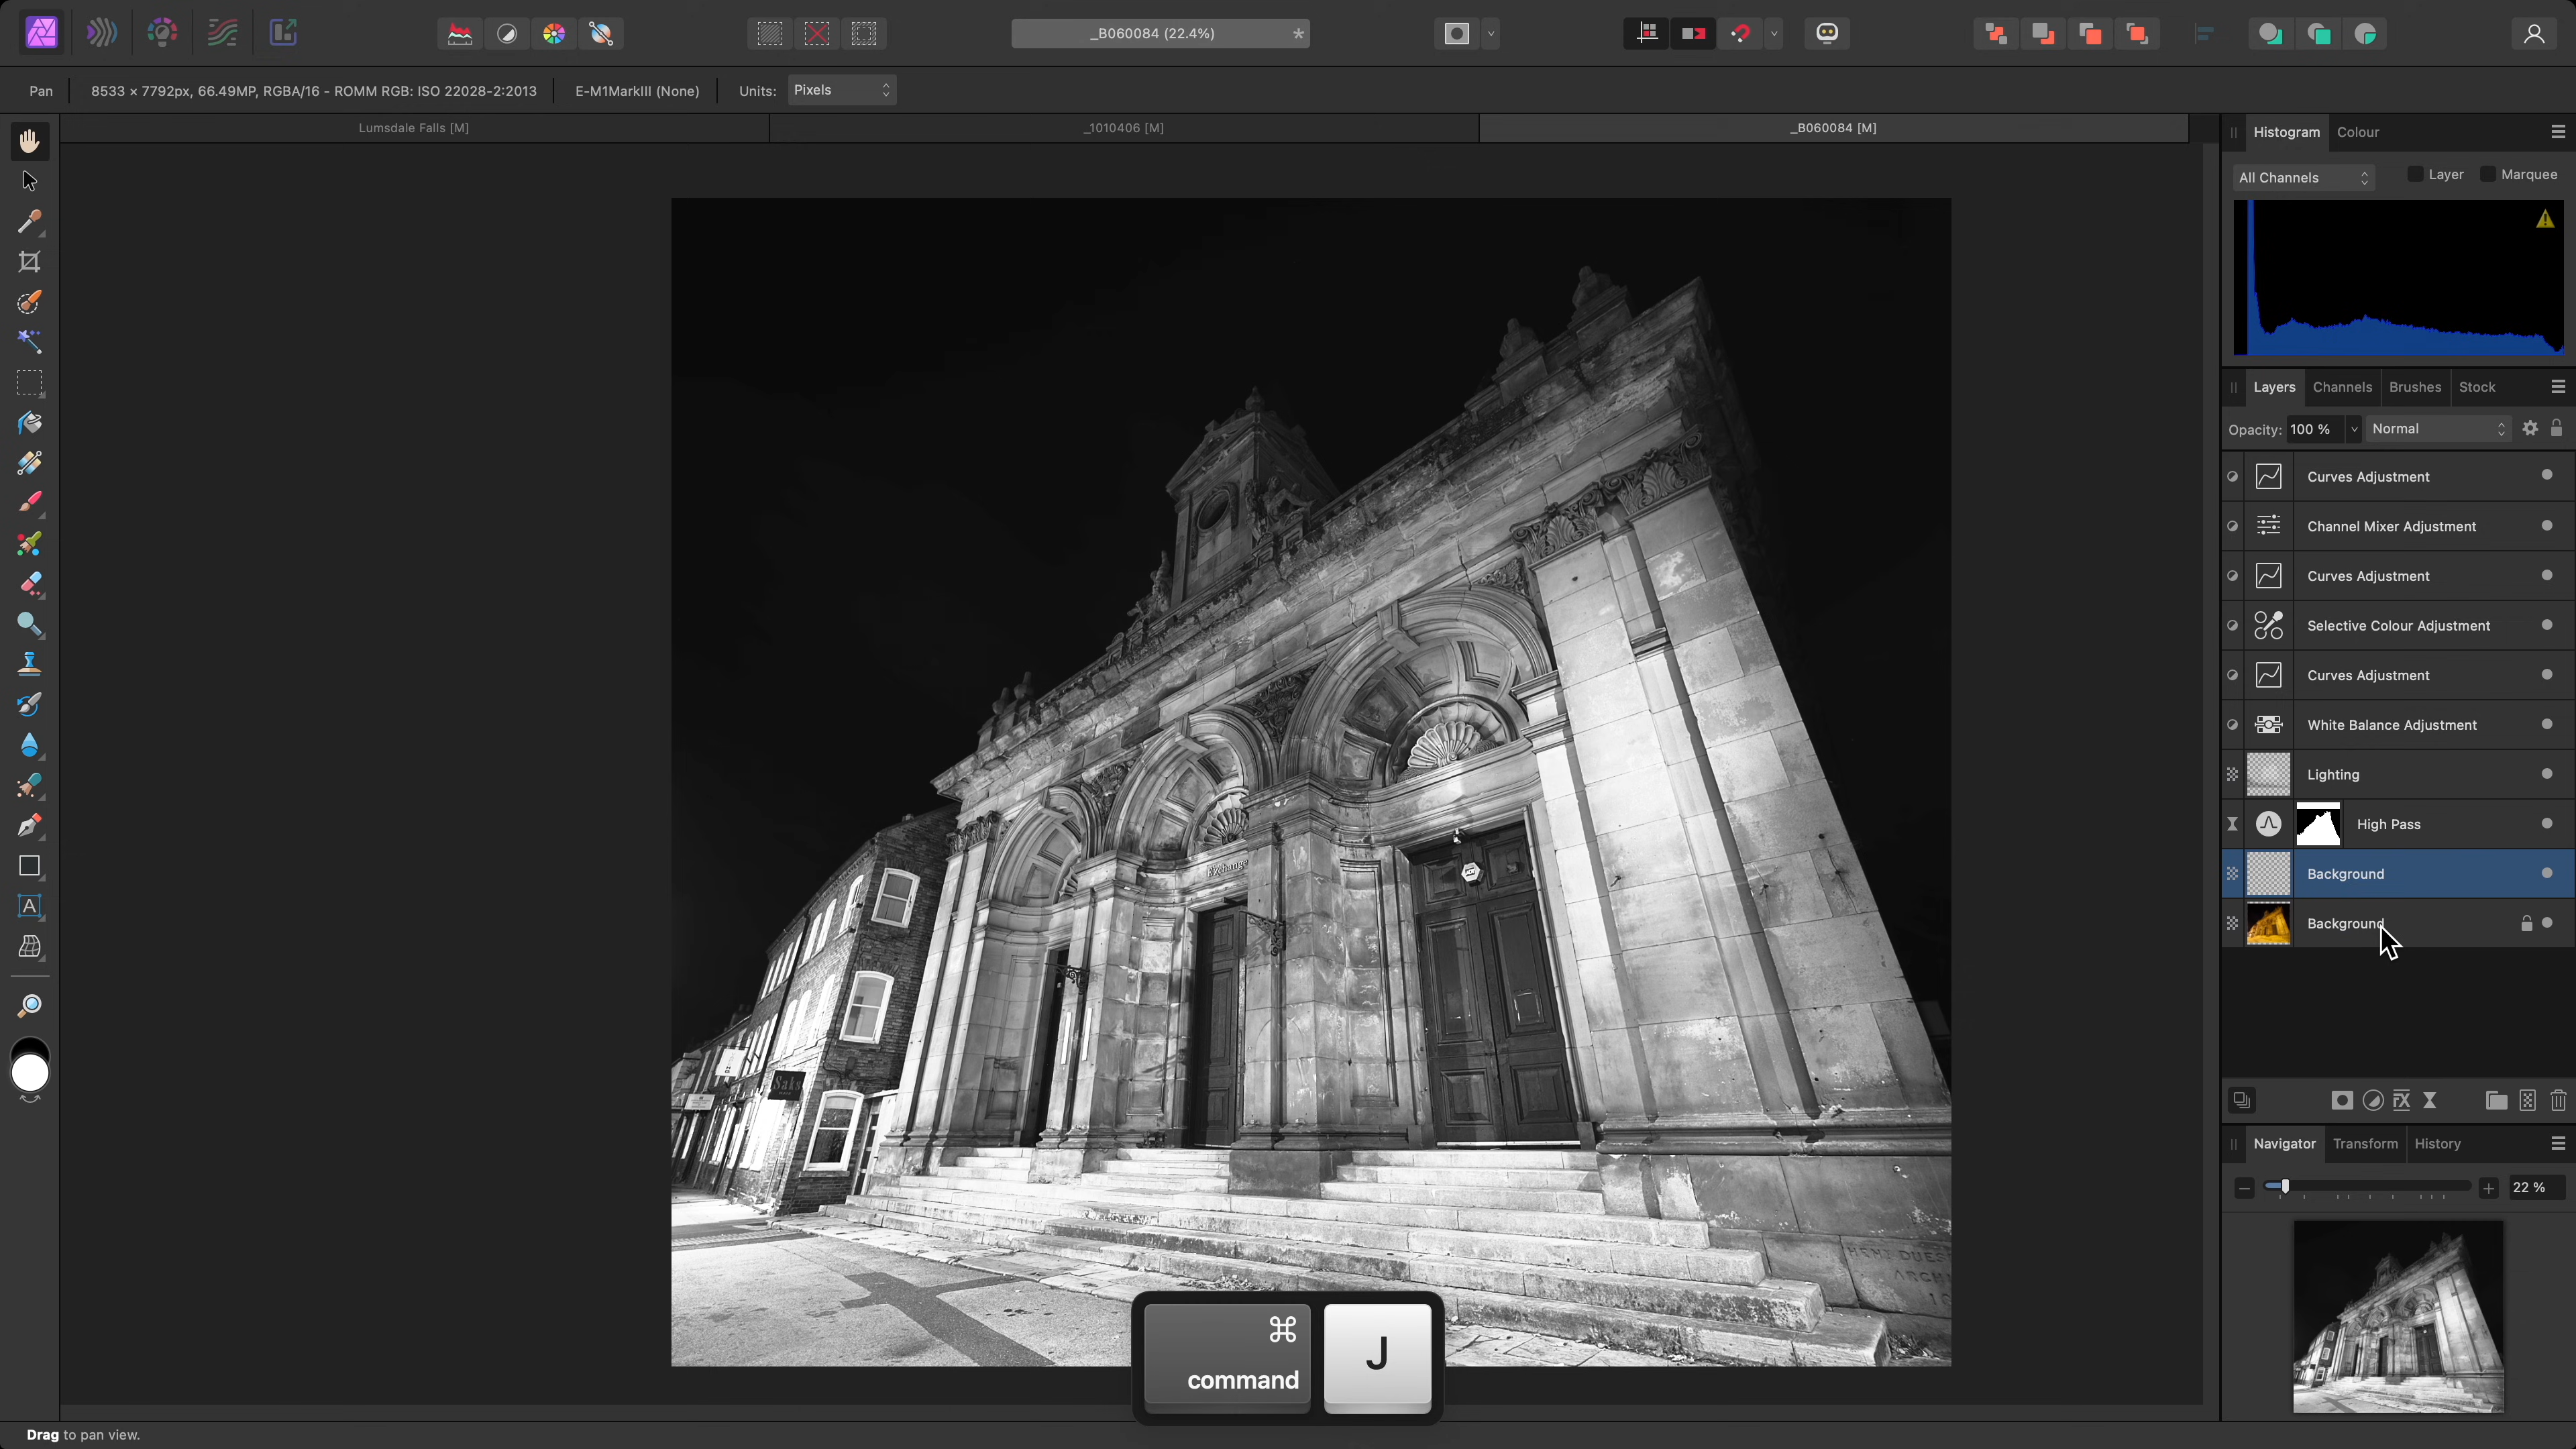 _B060084 (22.4%)
*
Pan
8533 × 7792px, 66.49MP, RGBA/16 - ROMM RGB: ISO 22028-2:2013
E-M1MarkIII (None)
Units:
Pixels
Lumsdale Falls [M]
_1010406 [M]
_B060084 [M]
Histogram
Colour
All Channels
Layer
Marquee
Layers
Channels
Brushes
Stock
Opacity:
100 %
Normal
Curves Adjustment
Channel Mixer Adjustment
Curves Adjustment
Selective Colour Adjustment
Curves Adjustment
White Balance Adjustment
Lighting
High Pass
Background
Background
Exchange
Saks
Navigator
Transform
History
22 %
⌘
command
J
Drag to pan view.